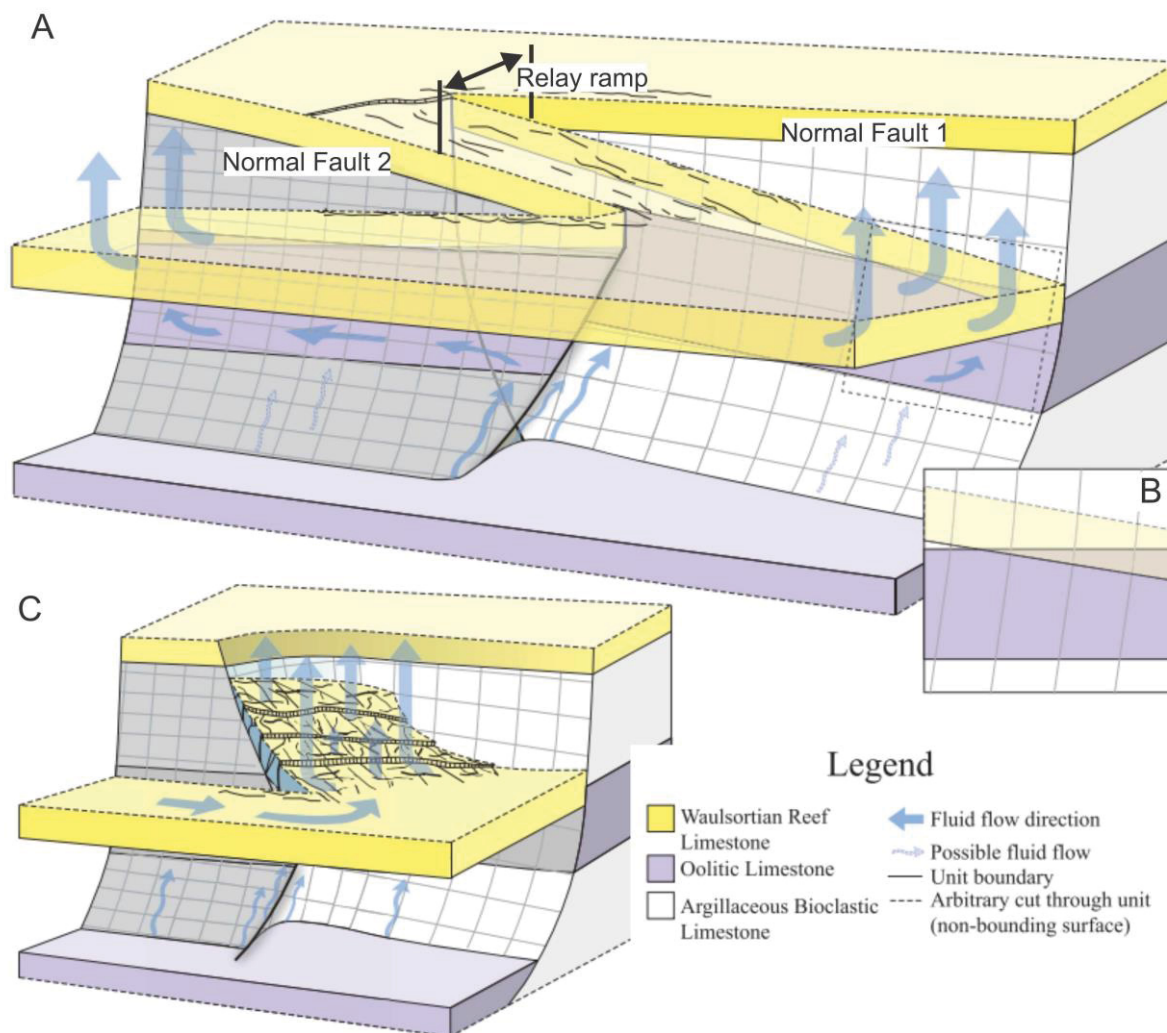 A
Relay ramp
Normal Fault 1
Normal Fault 2
B
C
Legend
Waulsortian Reef
Limestone
Oolitic Limestone
Argillaceous Bioclastic
Limestone
Fluid flow direction
Possible fluid flow
Unit boundary
Arbitrary cut through unit
(non-bounding surface)